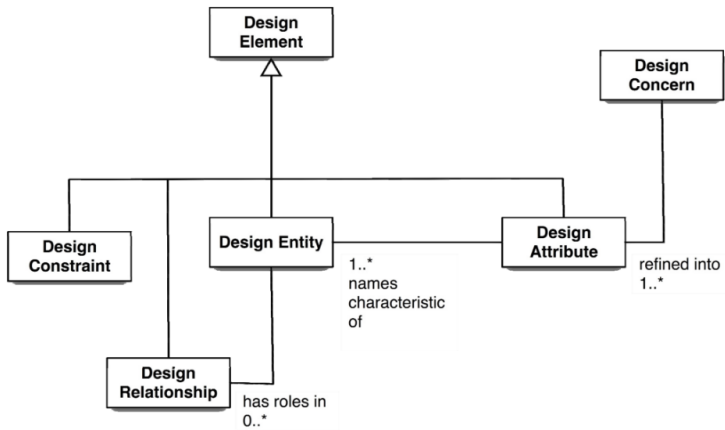 Design
Element
Design
Concern
Design
Constraint
Design Entity
Design
Attribute
1..*
names
characteristic
of
refined into
1..*
Design
Relationship
has roles in
0..*